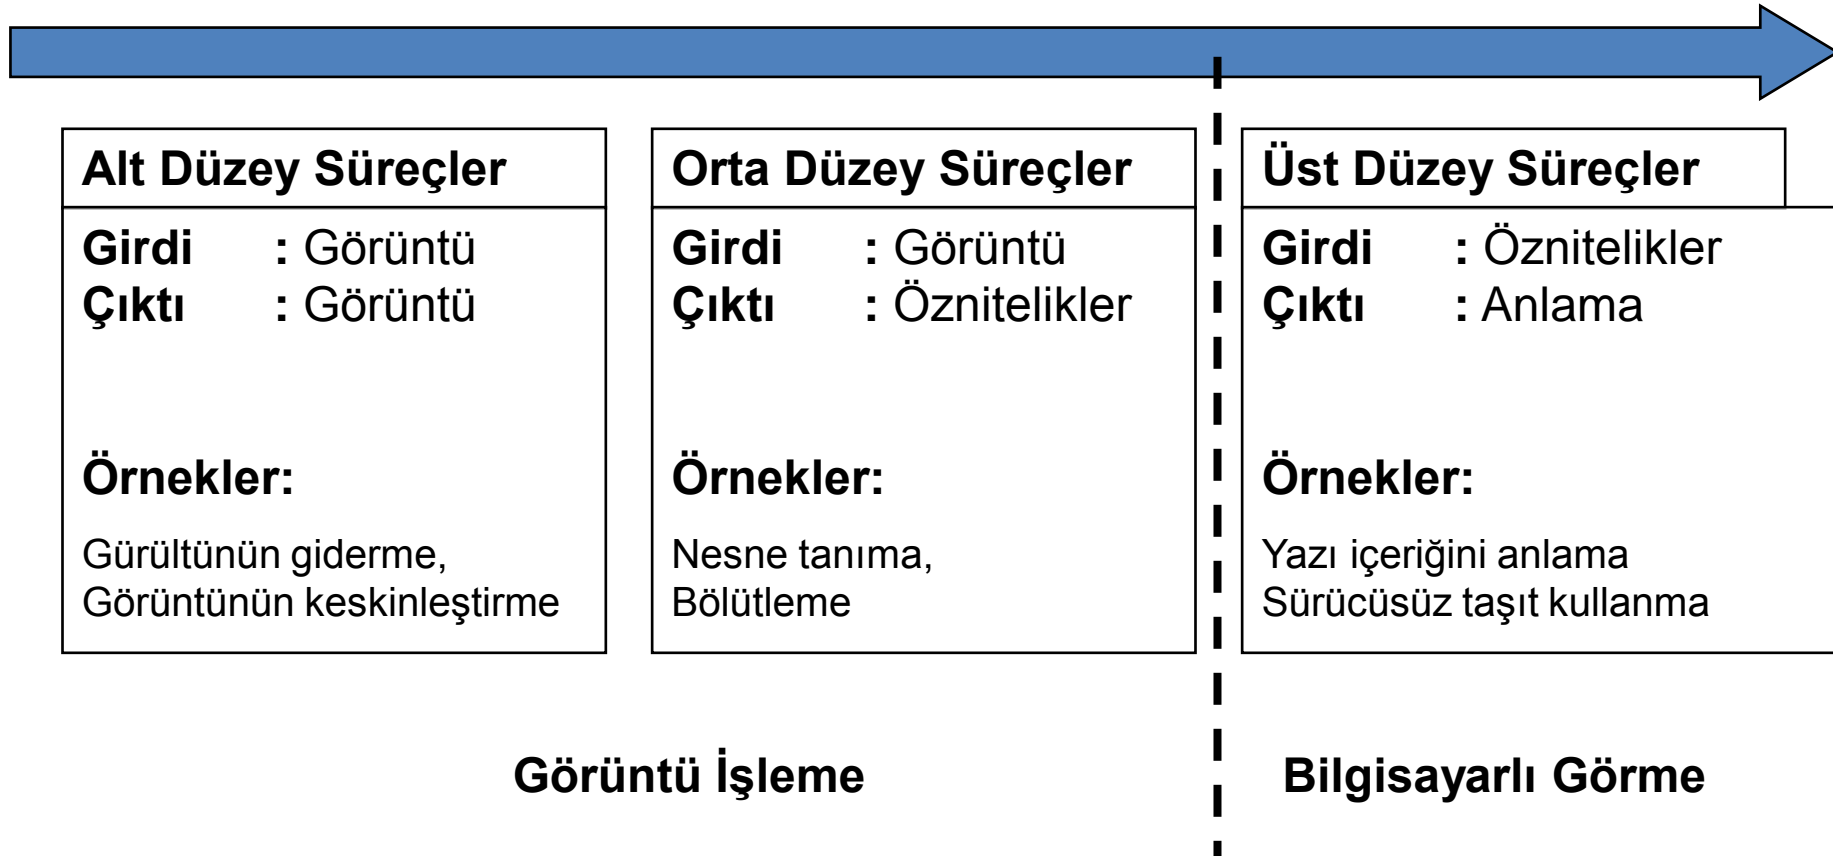 Alt Düzey Süreçler
Girdi : Görüntü
Çıktı : Görüntü
Örnekler:
Gürültünün giderme,
Görüntünün keskinleştirme
Orta Düzey Süreçler
Girdi : Görüntü
Çıktı : Öznitelikler
Örnekler:
Nesne tanıma,
Bölütleme
Üst Düzey Süreçler
Girdi : Öznitelikler
Çıktı : Anlama
Örnekler:
Yazı içeriğini anlama
Sürücüsüz taşıt kullanma
Görüntü İşleme
Bilgisayarlı Görme